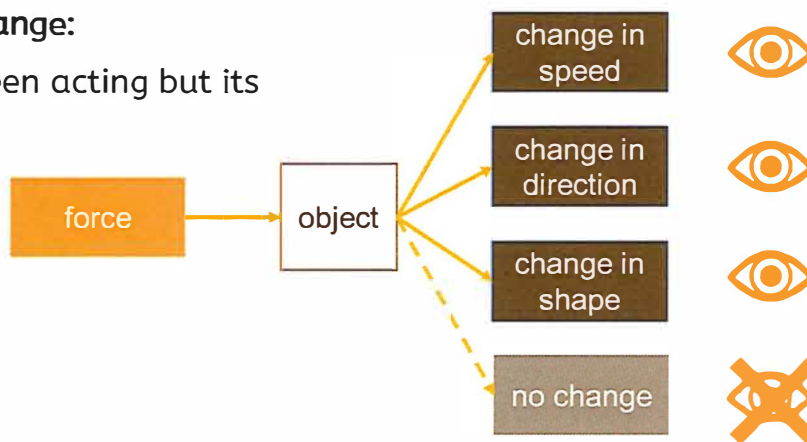 ange:
een acting but its
force
object
change in
speed
change in
direction
change in
shape
no change